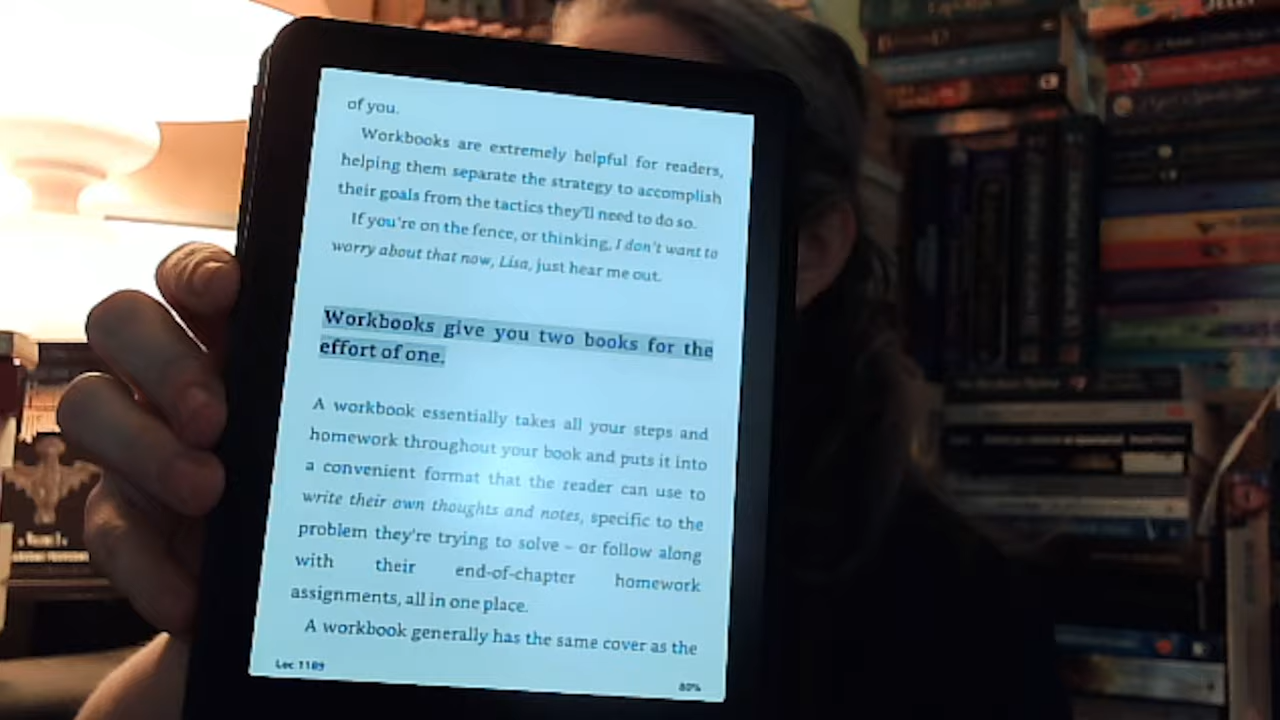 of you.
Workbooks are extremely helpful for readers,
helping them separate the strategy to accomplish
their goals from the tactics they'll need to do so.
If you're on the fence, or thinking, I don't want to
worry about that now, Lisa, just hear me out.
Workbooks give you two books for the
effort of one.
A workbook essentially takes all your steps and
homework throughout your book and puts it into
a convenient format that the reader can use to
write their own thoughts and notes, specific to the
problem they're trying to solve – or follow along
with their end-of-chapter homework
assignments, all in one place.
A workbook generally has the same cover as the
Loc 1189
80%